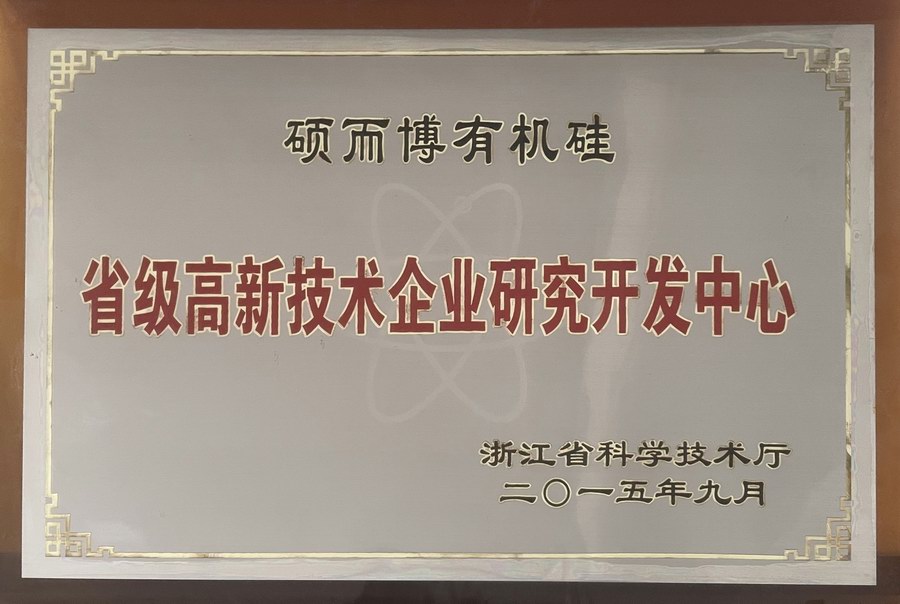 硕而博有机硅
省级高新技术企业研究开发中心
浙江省科学技术厅
二〇一五年九月